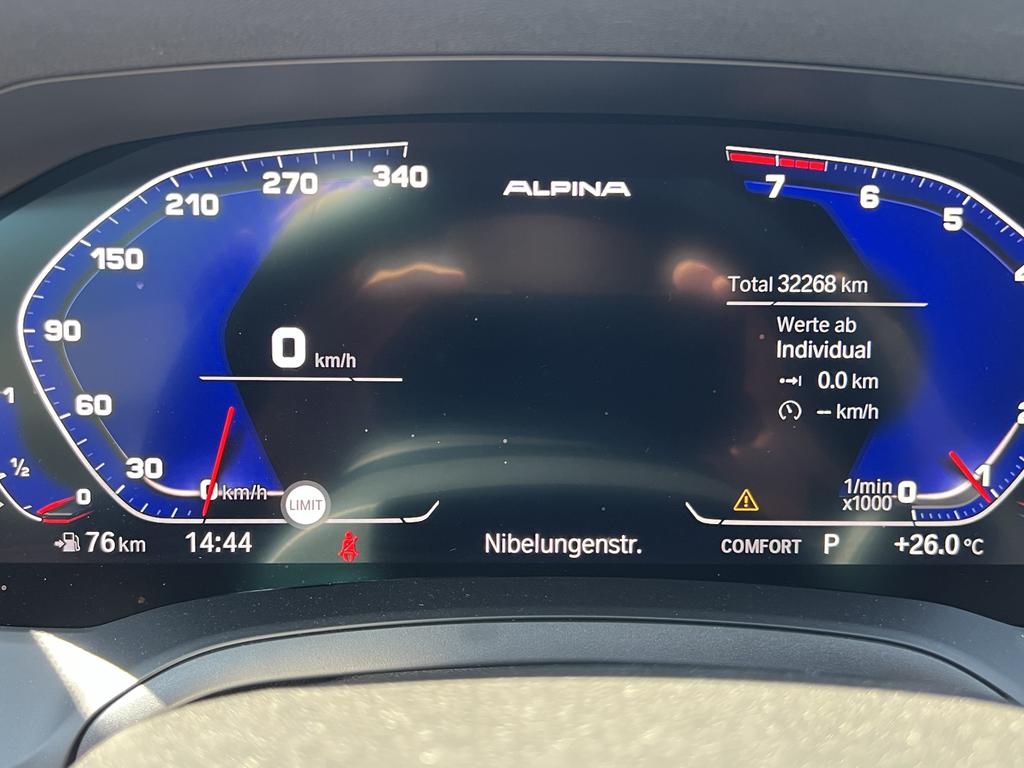 ALPINA
340
270
210
150
90
60
30
0 km/h
0 km/h
LIMIT
1
½
0
76 km
14:44
Nibelungenstr.
Total 32268 km
Werte ab
Individual
0.0 km
-- km/h
7
6
5
1
0
1/min
x1000
COMFORT P
+26.0 °C